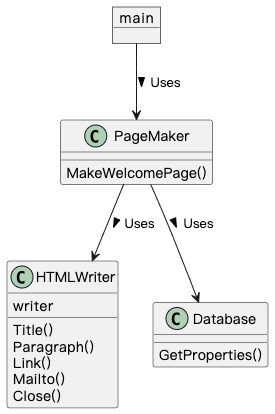 main
Uses
C PageMaker
MakeWelcomePage()
Uses
Uses
C HTMLWriter
writer
Title()
Paragraph()
Link()
Mailto()
Close()
C Database
GetProperties()